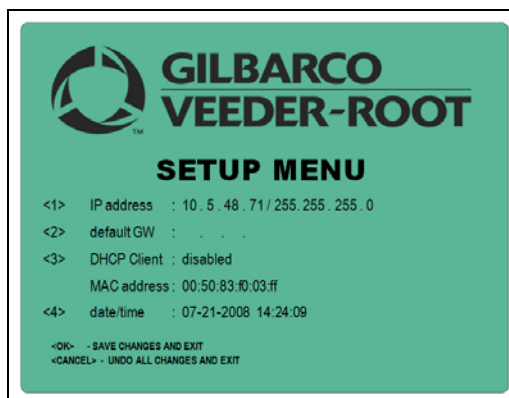 GILBARCO
VEEDER-ROOT
TM
SETUP MENU
<1> IP address : 10 . 5 . 48 . 71 / 255. 255. 255. 0
<2> default GW : . . .
<3> DHCP Client : disabled
MAC address : 00:50:83:f0:03:ff
<4> date/time : 07-21-2008 14:24:09
<OK> - SAVE CHANGES AND EXIT
<CANCEL> - UNDO ALL CHANGES AND EXIT